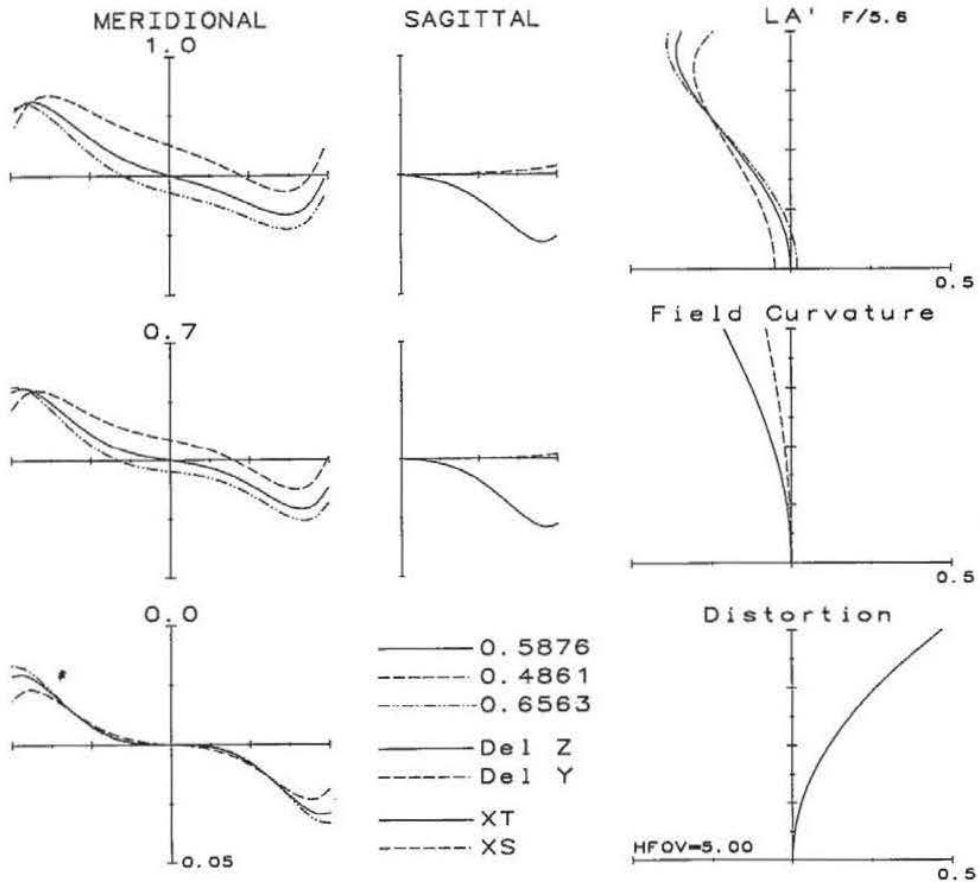 MERIDIONAL
SAGITTAL
LA' F/5.6
1.0
0.5
0.7
Field Curvature
0.5
0.0
Distortion
0.5876
0.4861
0.6563
Del Z
Del Y
XT
XS
HFOV=5.00
0.05
0.5